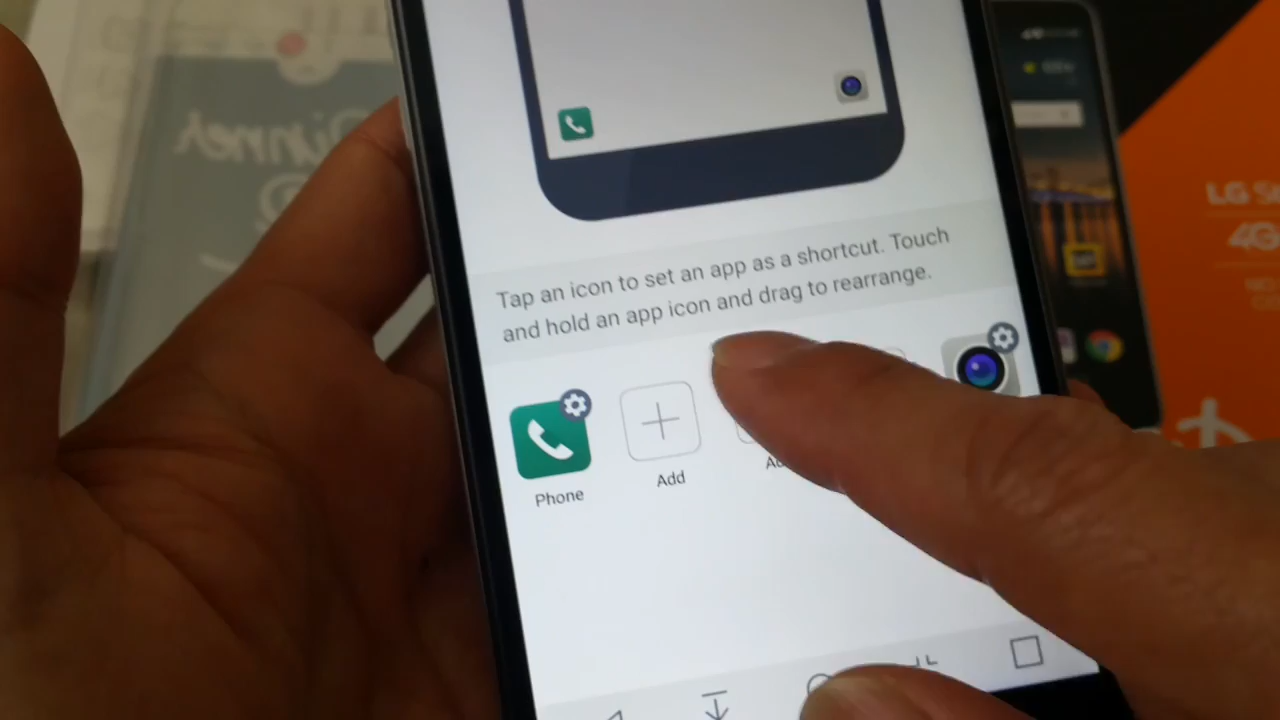 Tap an icon to set an app as a shortcut. Touch
and hold an app icon and drag to rearrange.
Phone
Add
LG
4G